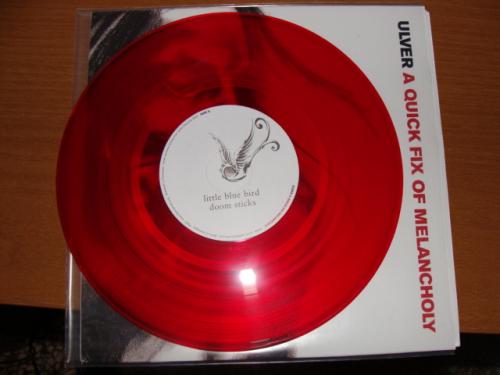 ULVER A QUICK FIX OF MELANCHOLY
little blue bird
doom sticks